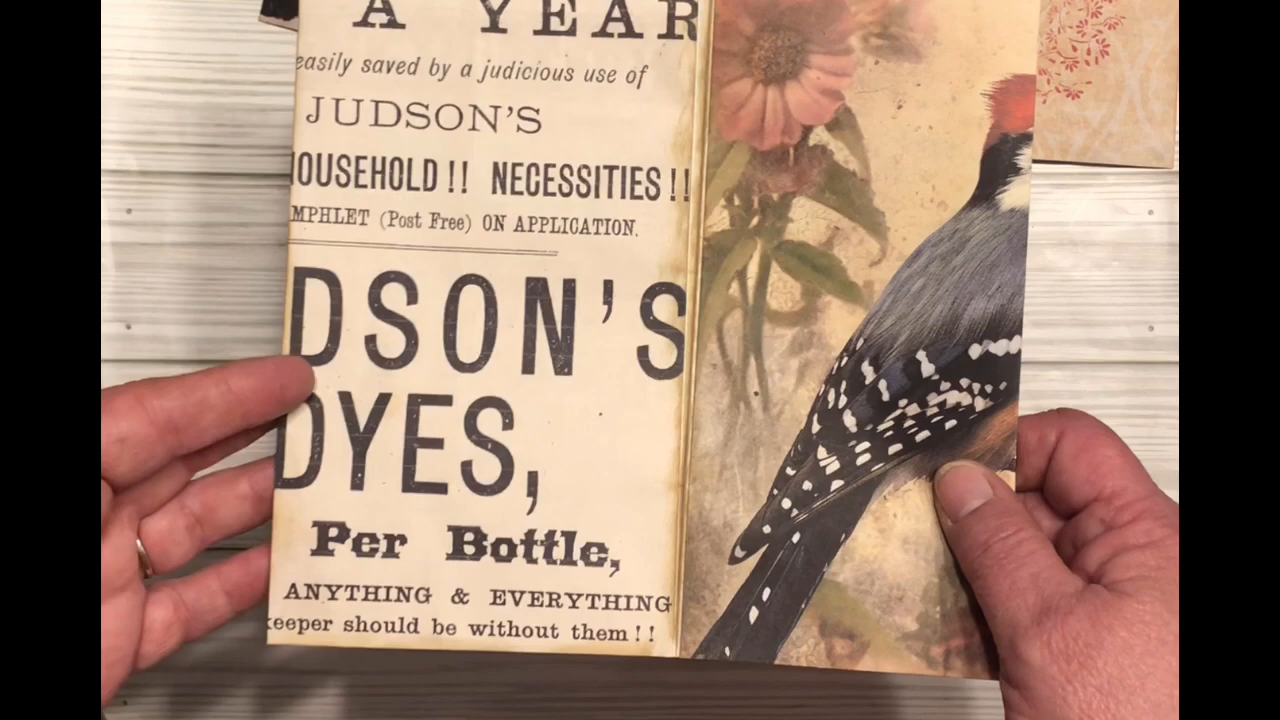 A YEAR
easily saved by a judicious use of
JUDSON'S
OUSEHOLD!! NECESSITIES!!
MPHLET (Post Free) ON APPLICATION.
DSON'S
DYES,
Per Bottle,
ANYTHING & EVERYTHING
keeper should be without them!!